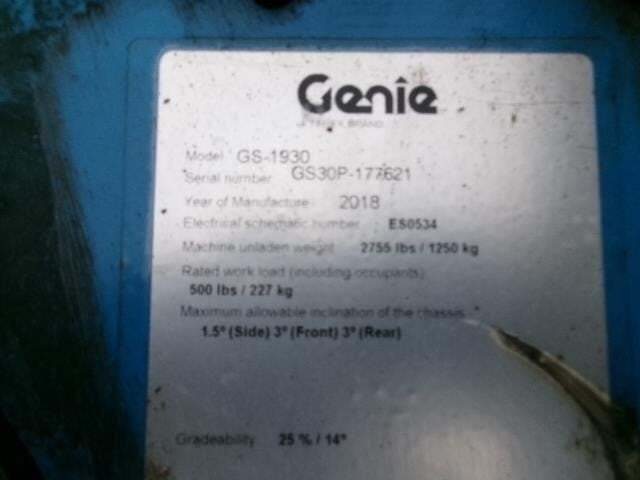 Genie
A TEREX BRAND
Model GS-1930
Serial number GS30P-177621
Year of Manufacture 2018
Electrical schematic number ES0534
Machine unladen weight 2755 lbs / 1250 kg
Rated work load (including occupants)
500 lbs / 227 kg
Maximum allowable inclination of the chassis
1.5° (Side) 3° (Front) 3° (Rear)
Gradeability 25 % / 14°